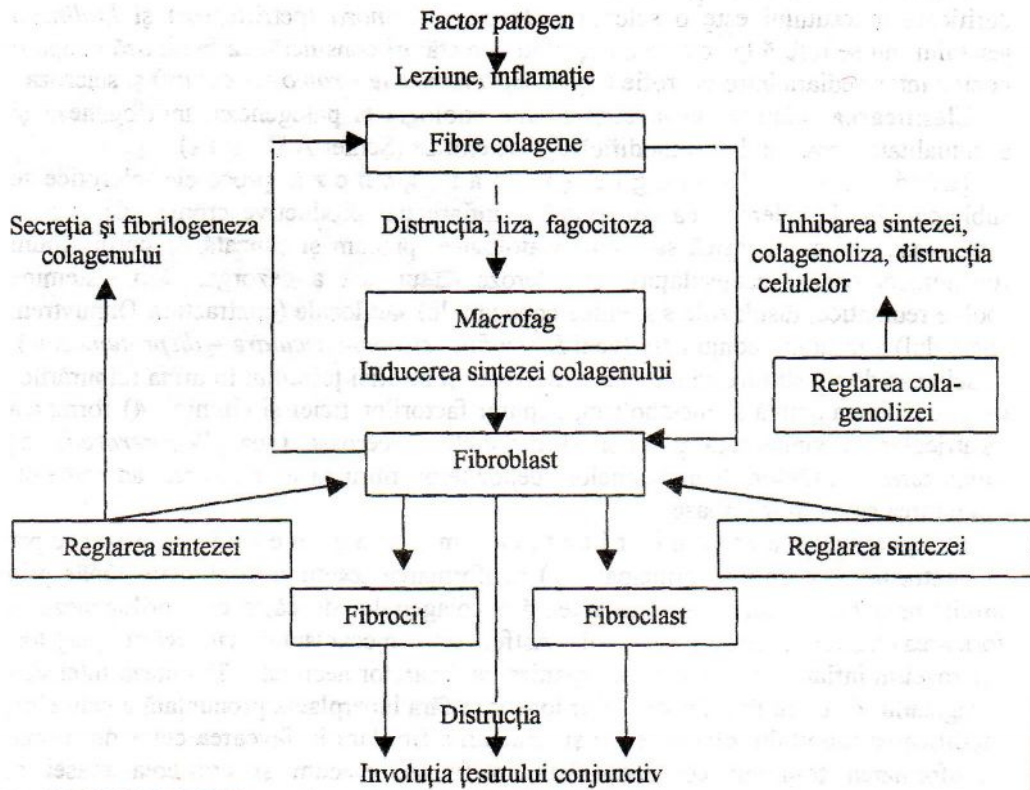 Factor patogen
Leziune, mflamație
Fibre colagene
Secreția și fibrilogeneza
colagenului
Distrucția, liza, fagocitoza
Inhibarea sintezei,
colagenoliza, distrucția
celulelor
Macrofag
Inducerea sintezei colagenului
Reglarea cola-
genolizei
Fibroblast
Reglarea sintezei
Reglarea sintezei
Fibrocit
Fibroclast
Distrucția
Involuția țesutului conjunctiv